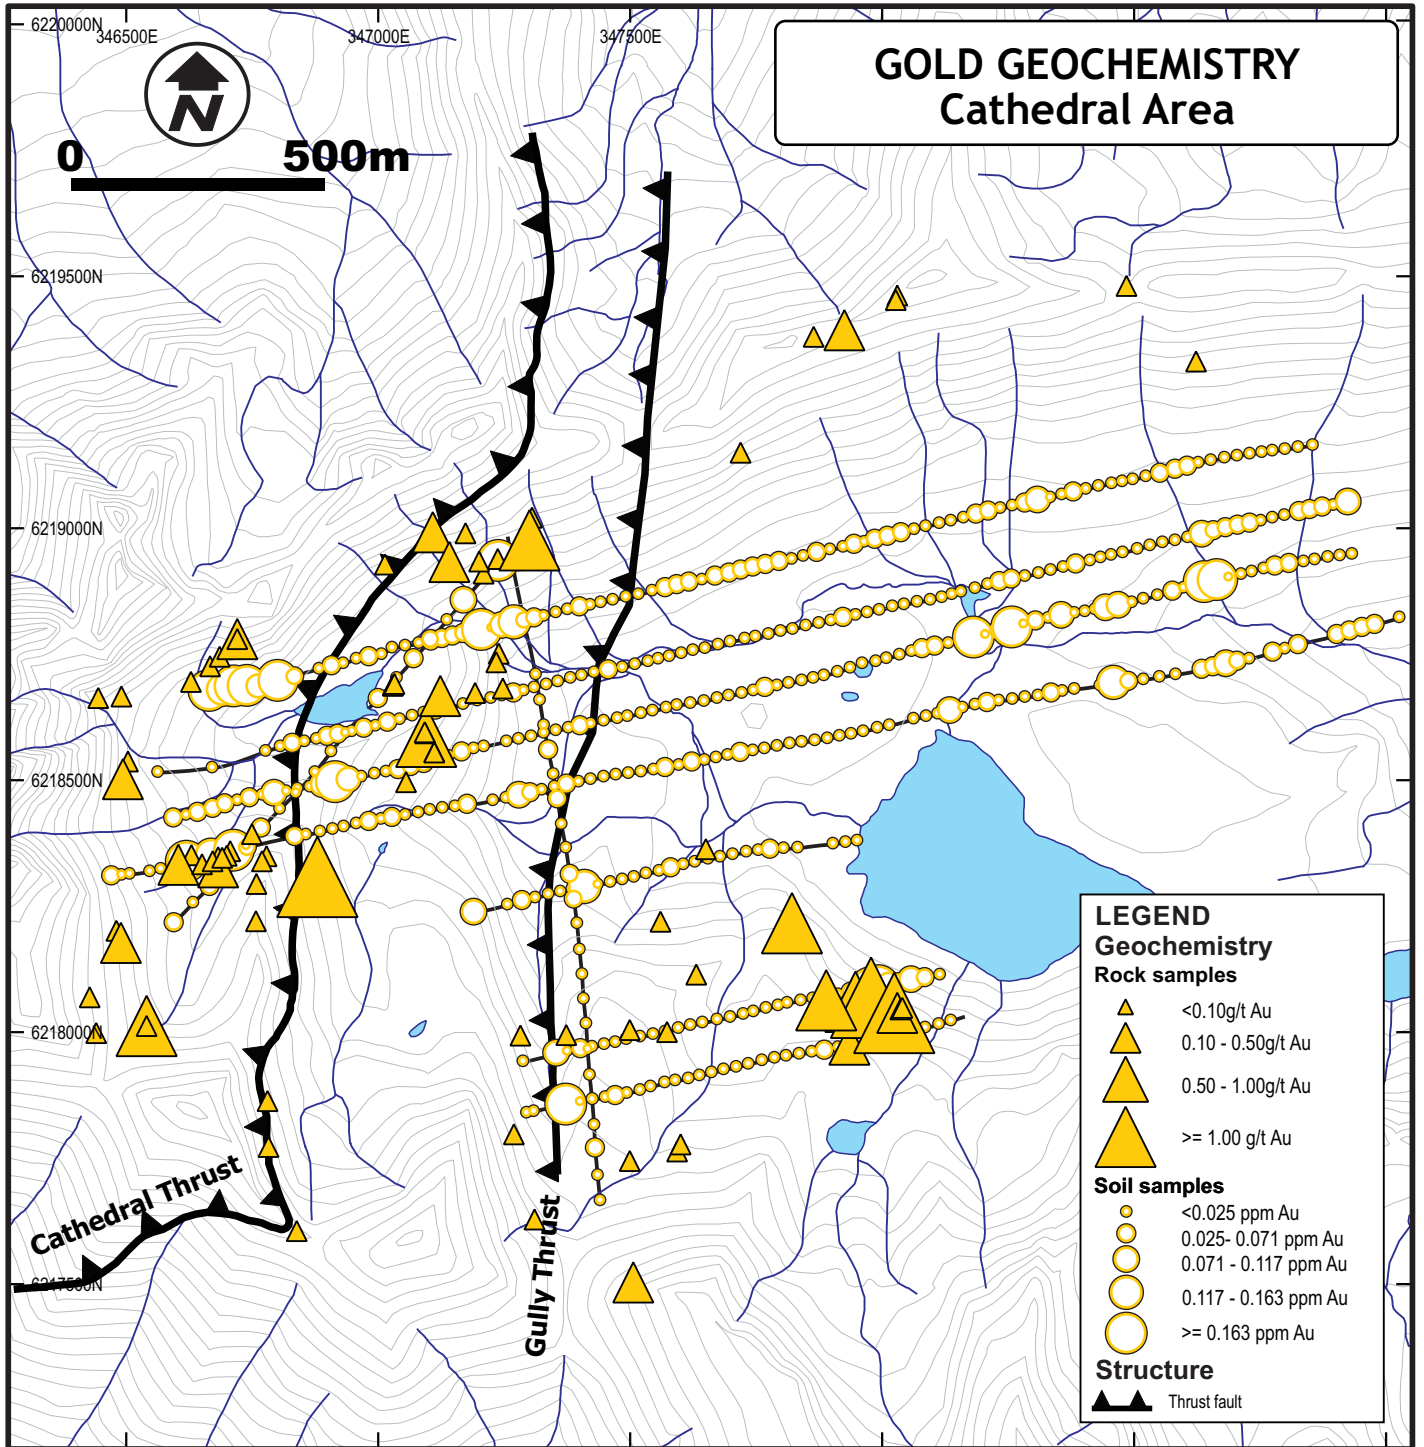 6220000N
346500E
347000E
347500E
GOLD GEOCHEMISTRY
Cathedral Area
N
0 500m
6219500N
6219000N
6218500N
6218000N
6217500N
Cathedral Thrust
Gully Thrust
LEGEND
Geochemistry
Rock samples
<0.10g/t Au
0.10 - 0.50g/t Au
0.50 - 1.00g/t Au
>= 1.00 g/t Au
Soil samples
<0.025 ppm Au
0.025- 0.071 ppm Au
0.071 - 0.117 ppm Au
0.117 - 0.163 ppm Au
>= 0.163 ppm Au
Structure
Thrust fault